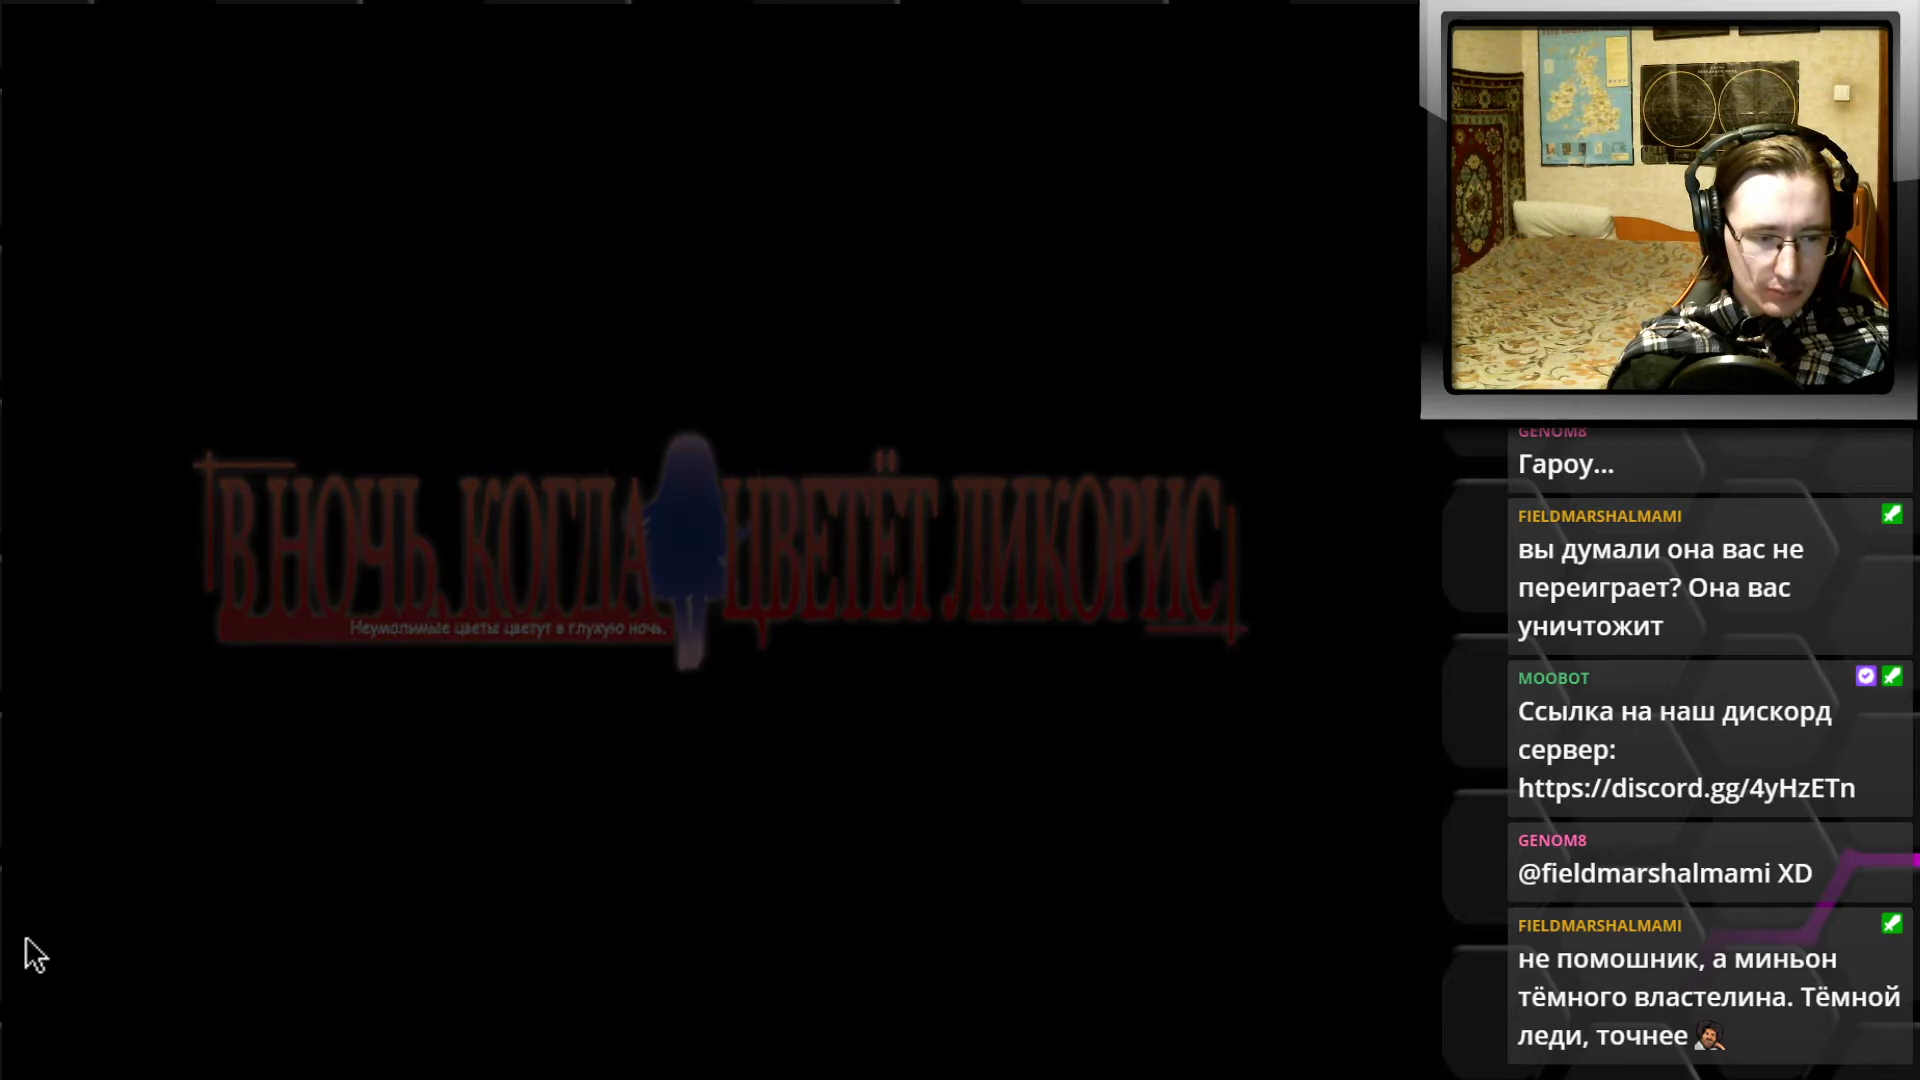 В НОЧЬ, КОГДА ЦВЕТЁТ ЛИКОРИС
Неумолимые цветы цветут в глухую ночь.
GENOM8
Гароу...
FIELDMARSHALMAMI
вы думали она вас не
переиграет? Она вас
уничтожит
MOOBOT
Ссылка на наш дискорд
сервер:
https://discord.gg/4yHzETn
GENOM8
@fieldmarshalmami XD
FIELDMARSHALMAMI
не помошник, а миньон
тёмного властелина. Тёмной
леди, точнее